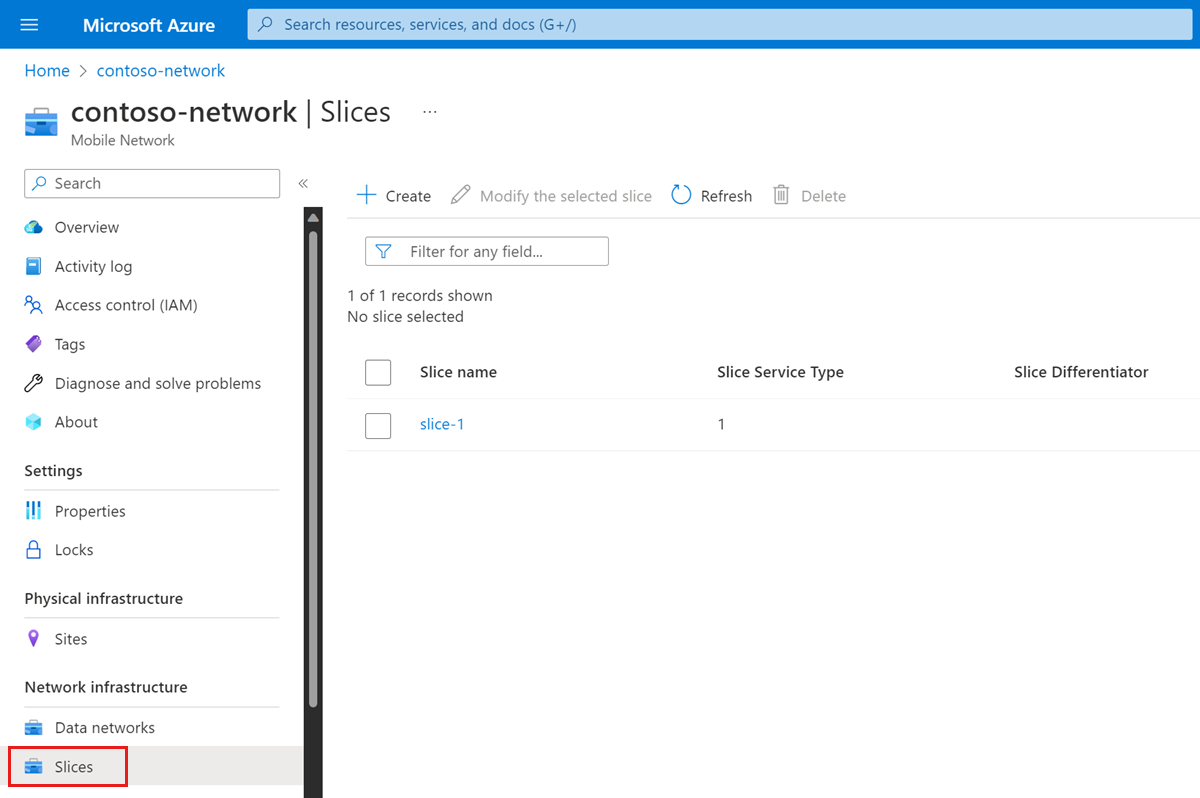 Microsoft Azure
Search resources, services, and docs (G+/)
Home > contoso-network
contoso-network | Slices ...
Mobile Network
Search
«
Overview
Activity log
Access control (IAM)
Tags
Diagnose and solve problems
About
Settings
Properties
Locks
Physical infrastructure
Sites
Network infrastructure
Data networks
Slices
Create Modify the selected slice Refresh Delete
Filter for any field...
1 of 1 records shown
No slice selected
Slice name Slice Service Type Slice Differentiator
slice-1 1